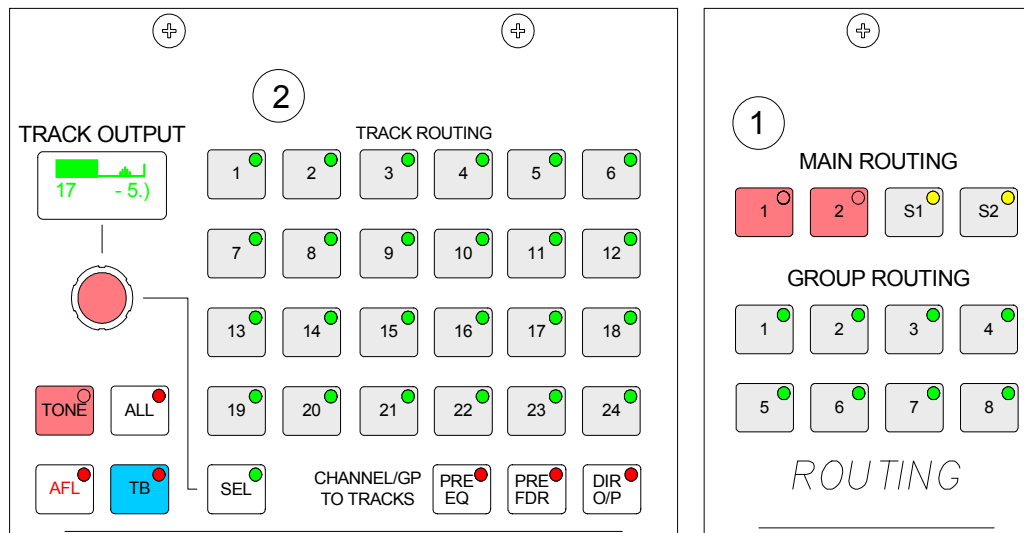 2
TRACK OUTPUT
17 - 5.)
TRACK ROUTING
1 2 3 4 5 6
7 8 9 10 11 12
13 14 15 16 17 18
19 20 21 22 23 24
TONE ALL
AFL TB SEL
CHANNEL/GP
TO TRACKS
PRE
EQ
PRE
FDR
DIR
O/P
1
MAIN ROUTING
1 2 S1 S2
GROUP ROUTING
1 2 3 4
5 6 7 8
ROUTING